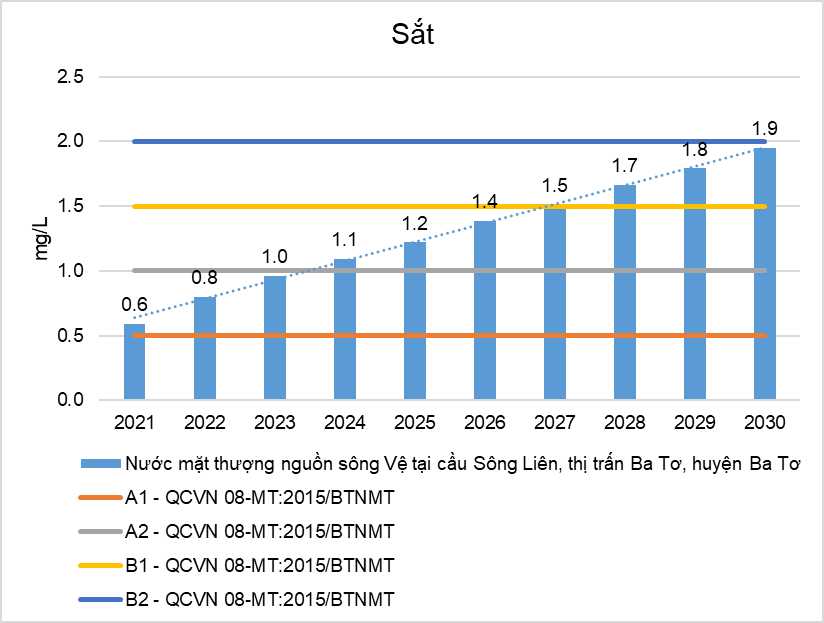 Sắt
mg/L
2.5
2.0
1.5
1.0
0.5
0.0
0.6
0.8
1.0
1.1
1.2
1.4
1.5
1.7
1.8
1.9
2021 2022 2023 2024 2025 2026 2027 2028 2029 2030
Nước mặt thượng nguồn sông Vệ tại cầu Sông Liên, thị trấn Ba Tơ, huyện Ba Tơ
A1 - QCVN 08-MT:2015/BTNMT
A2 - QCVN 08-MT:2015/BTNMT
B1 - QCVN 08-MT:2015/BTNMT
B2 - QCVN 08-MT:2015/BTNMT